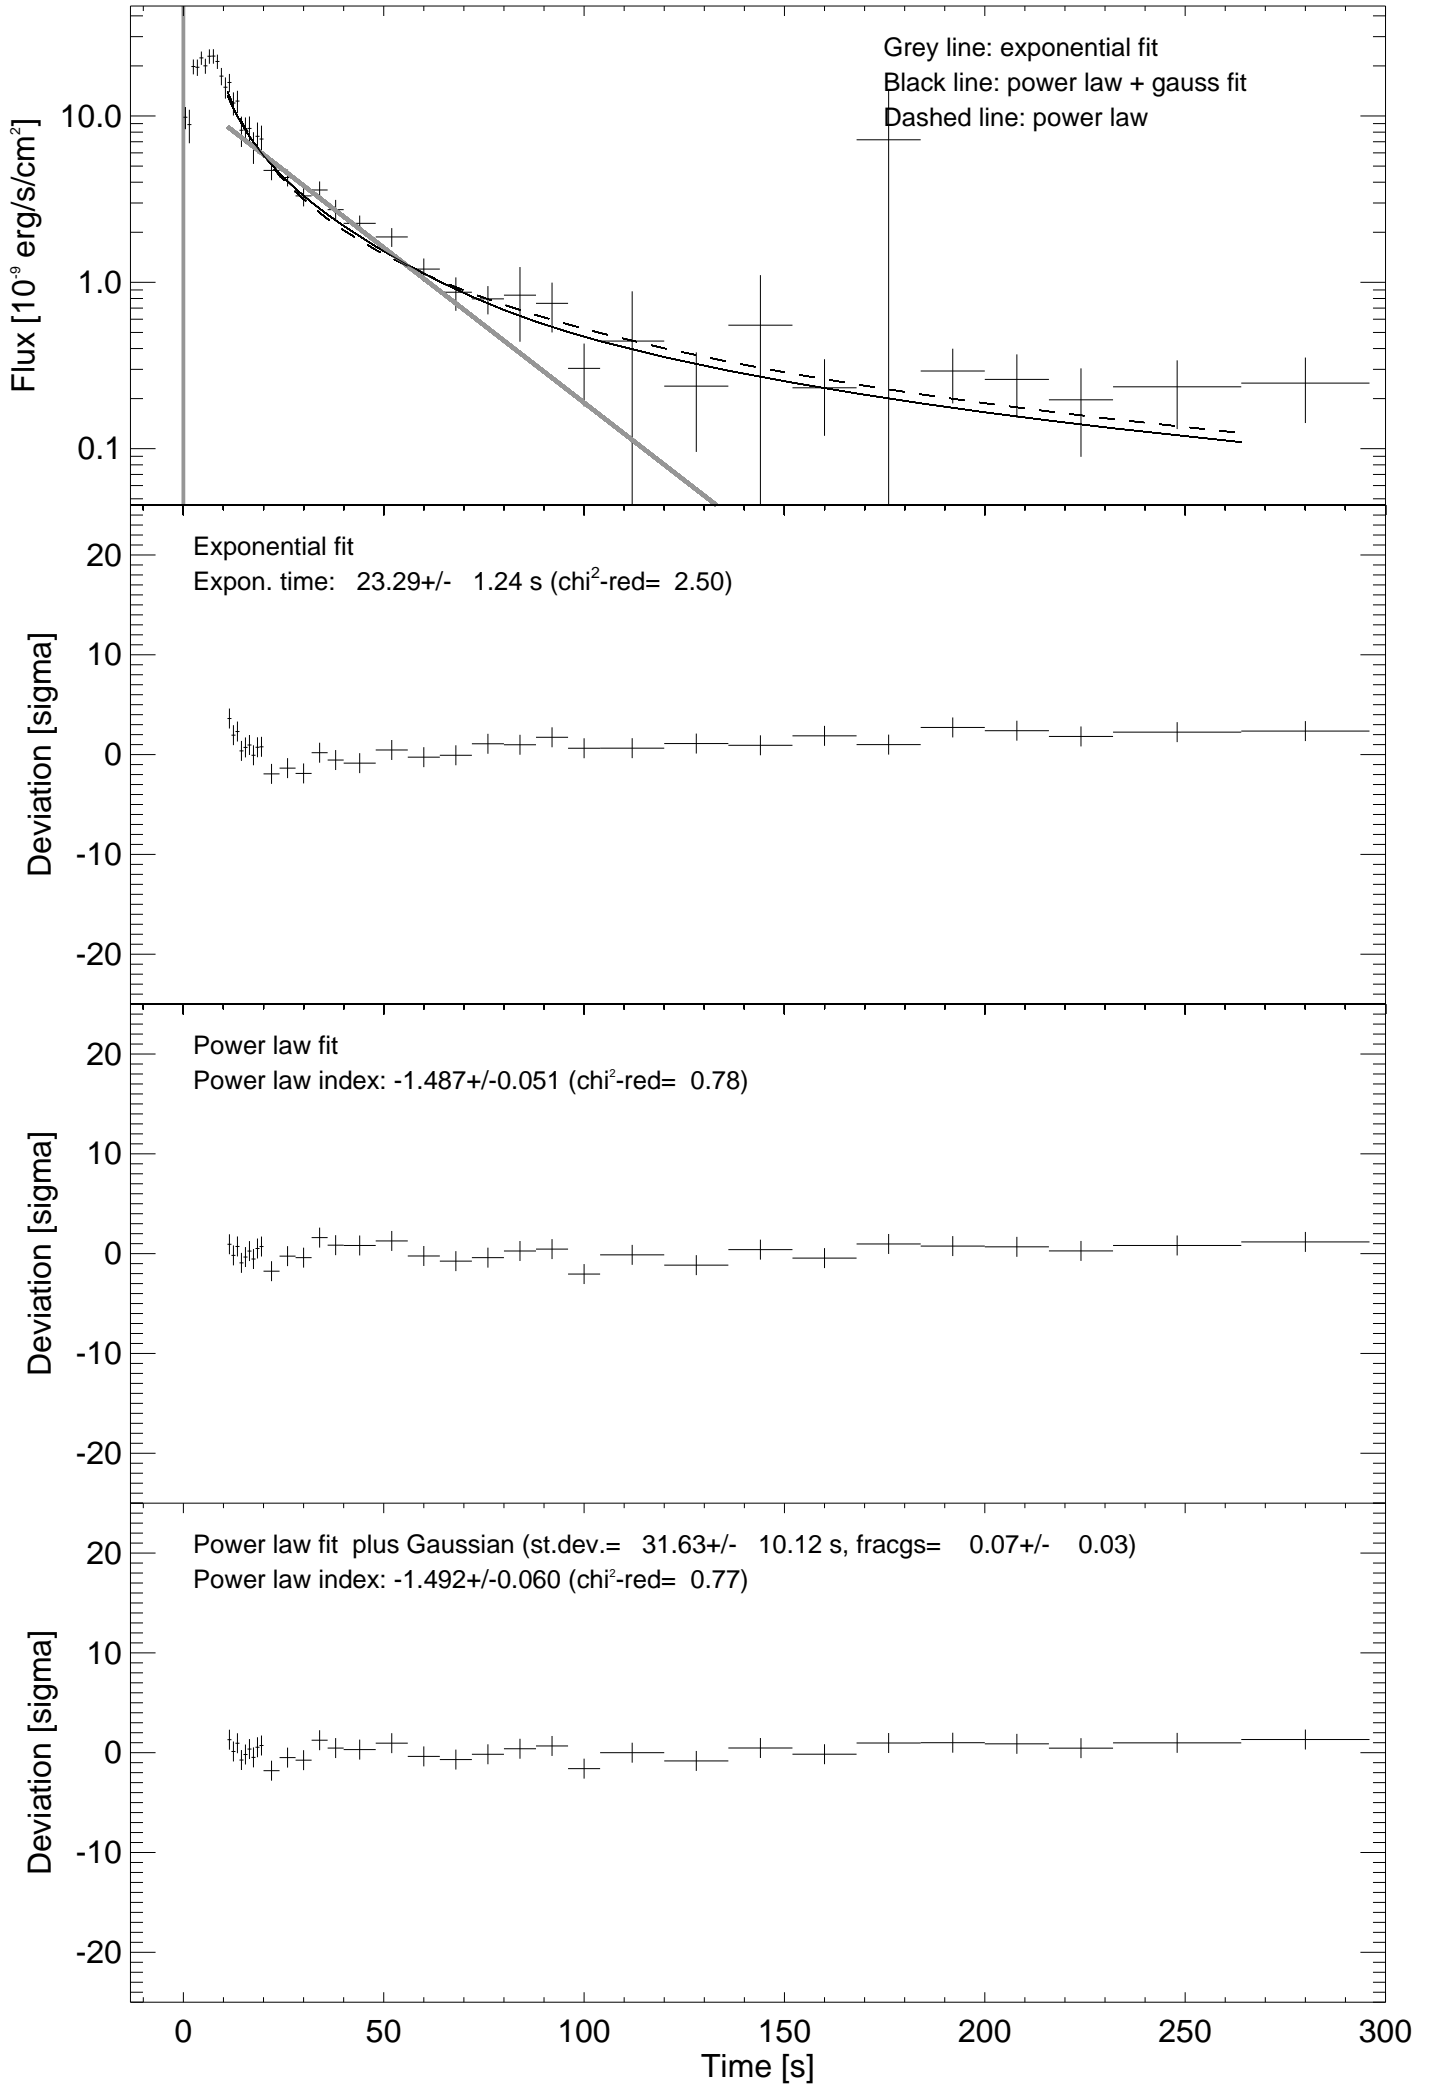 Grey line: exponential fit
Black line: power law + gauss fit
Dashed line: power law
Flux [10⁻⁹ erg/s/cm²]
10.0
1.0
0.1
Exponential fit
Expon. time: 23.29+/- 1.24 s (chi²-red= 2.50)
Deviation [sigma]
20
10
0
-10
-20
Power law fit
Power law index: -1.487+/-0.051 (chi²-red= 0.78)
Deviation [sigma]
20
10
0
-10
-20
Power law fit plus Gaussian (st.dev.= 31.63+/- 10.12 s, fracgs= 0.07+/- 0.03)
Power law index: -1.492+/-0.060 (chi²-red= 0.77)
Deviation [sigma]
20
10
0
-10
-20
0 50 100 150 200 250 300
Time [s]